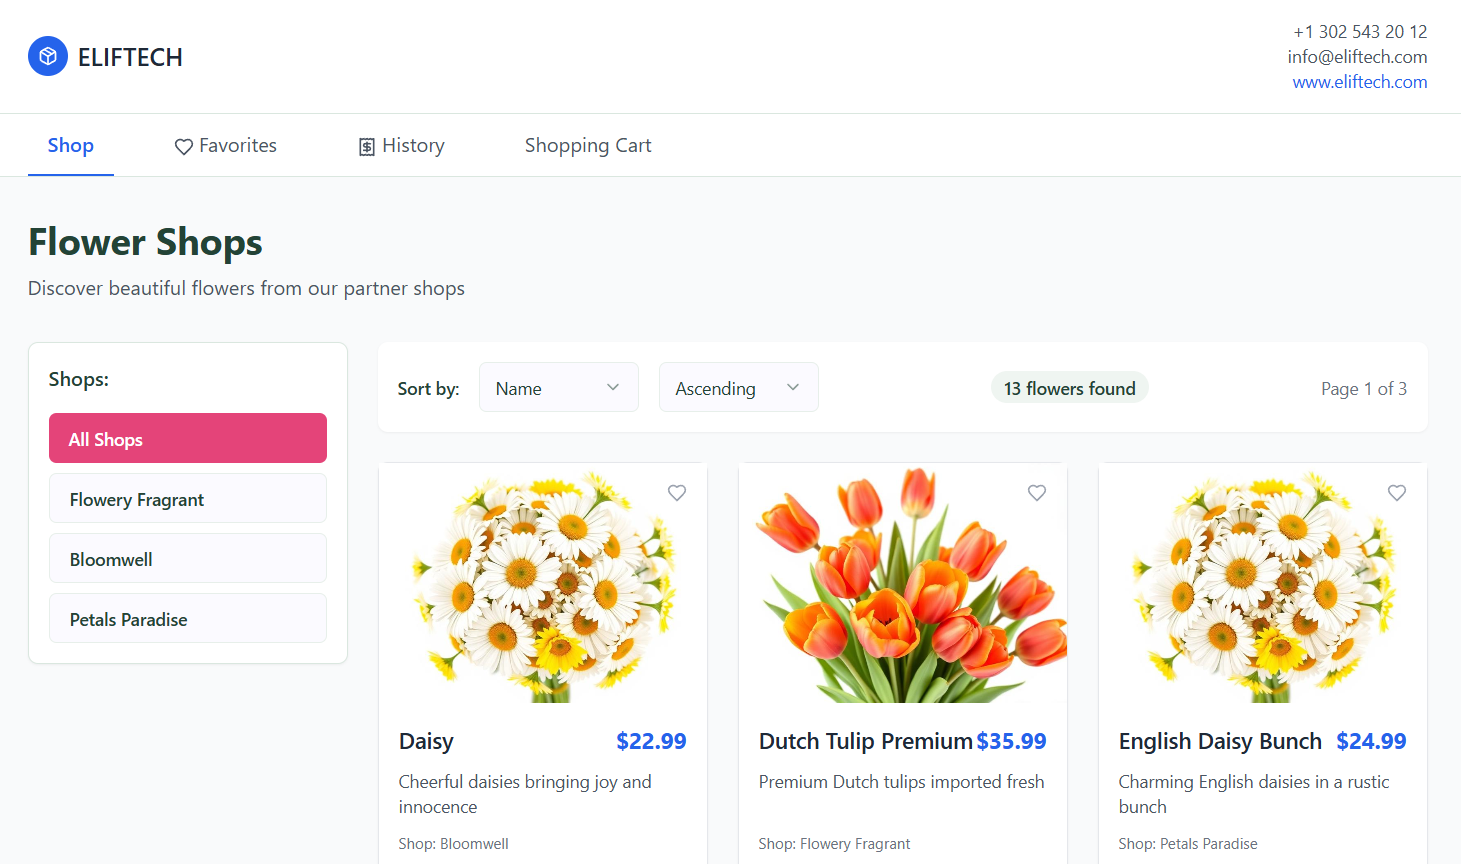 ELIFTECH
+1 302 543 20 12
info@eliftech.com
www.eliftech.com
Shop
Favorites
History
Shopping Cart
Flower Shops
Discover beautiful flowers from our partner shops
Shops:
All Shops
Flowery Fragrant
Bloomwell
Petals Paradise
Sort by:
Name
Ascending
13 flowers found
Page 1 of 3
Daisy
$22.99
Cheerful daisies bringing joy and
innocence
Shop: Bloomwell
Dutch Tulip Premium
$35.99
Premium Dutch tulips imported fresh
Shop: Flowery Fragrant
English Daisy Bunch
$24.99
Charming English daisies in a rustic
bunch
Shop: Petals Paradise